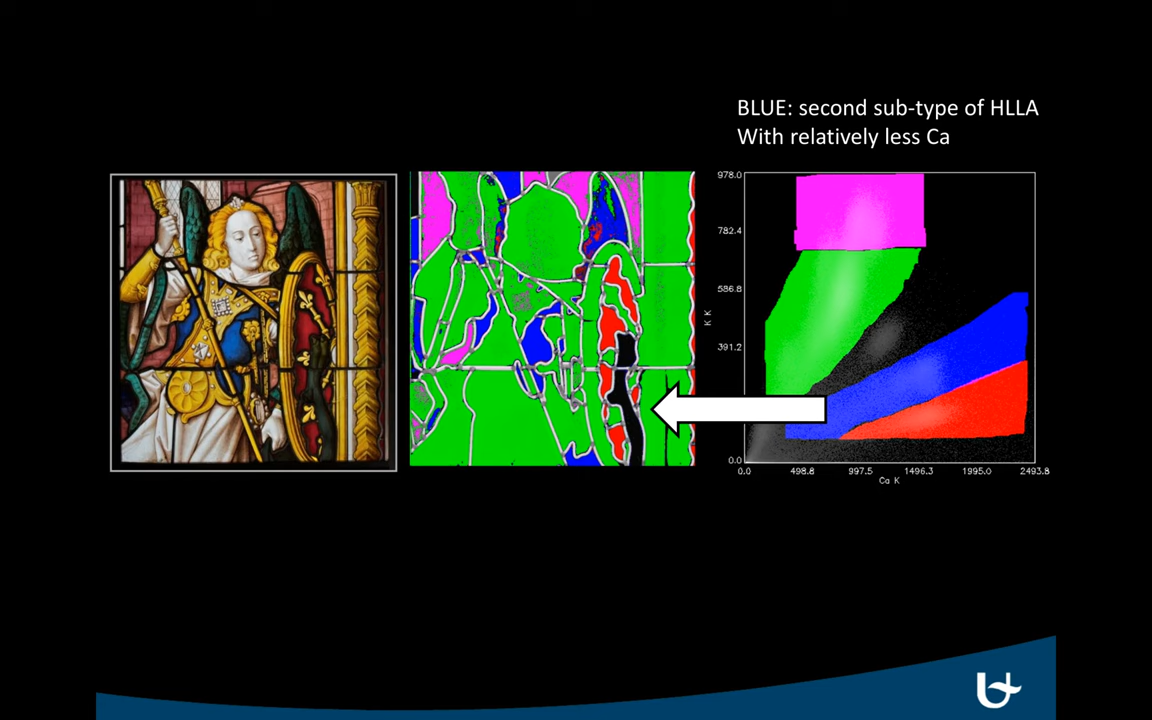 BLUE: second sub-type of HLLA
With relatively less Ca
978.0
782.4
586.8
391.2
0.0
K K
0.0 498.8 997.5 1496.3 1995.0 2493.8
Ca K